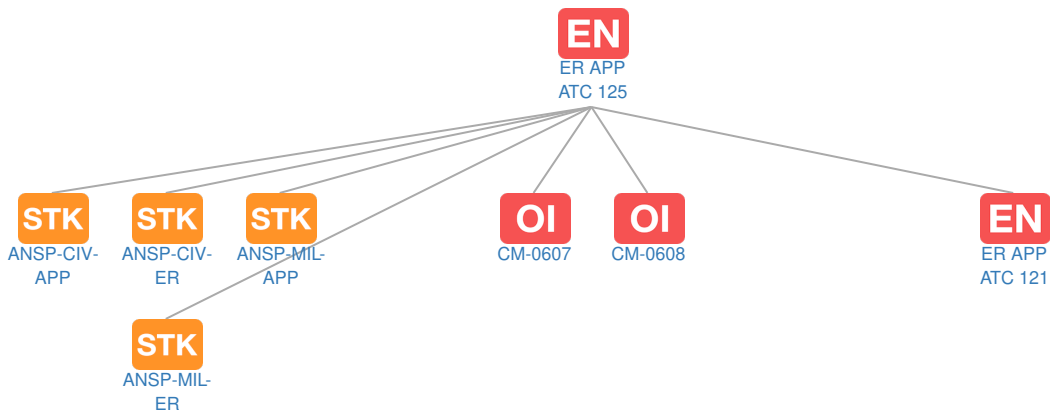 EN
ER APP
ATC 125
STK
ANSP-CIV-
APP
STK
ANSP-CIV-
ER
STK
ANSP-MIL-
APP
OI
CM-0607
OI
CM-0608
EN
ER APP
ATC 121
STK
ANSP-MIL-
ER